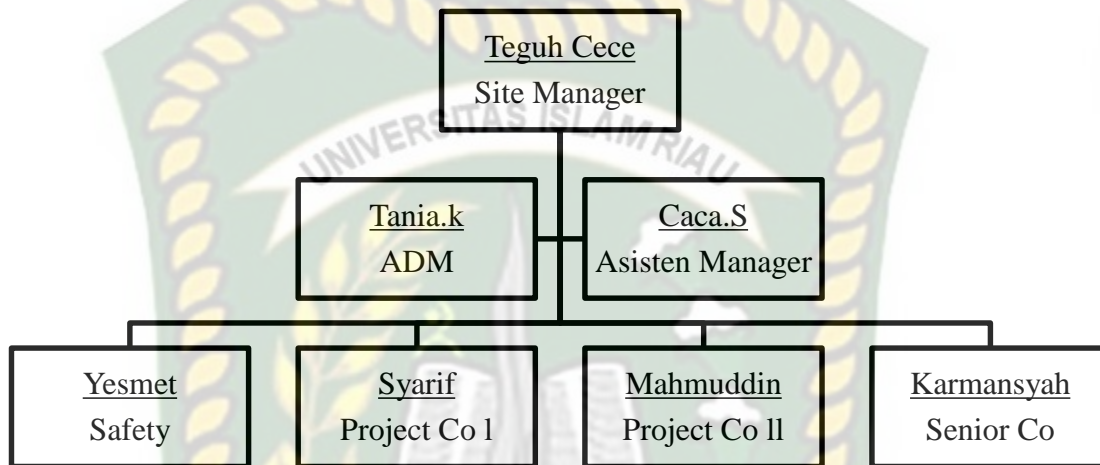 Teguh Cece
Site Manager
UNIVERSITAS ISLAM RIAU
Tania.k
ADM
Caca.S
Asisten Manager
Yesmet
Safety
Syarif
Project Co l
Mahmuddin
Project Co ll
Karmansyah
Senior Co